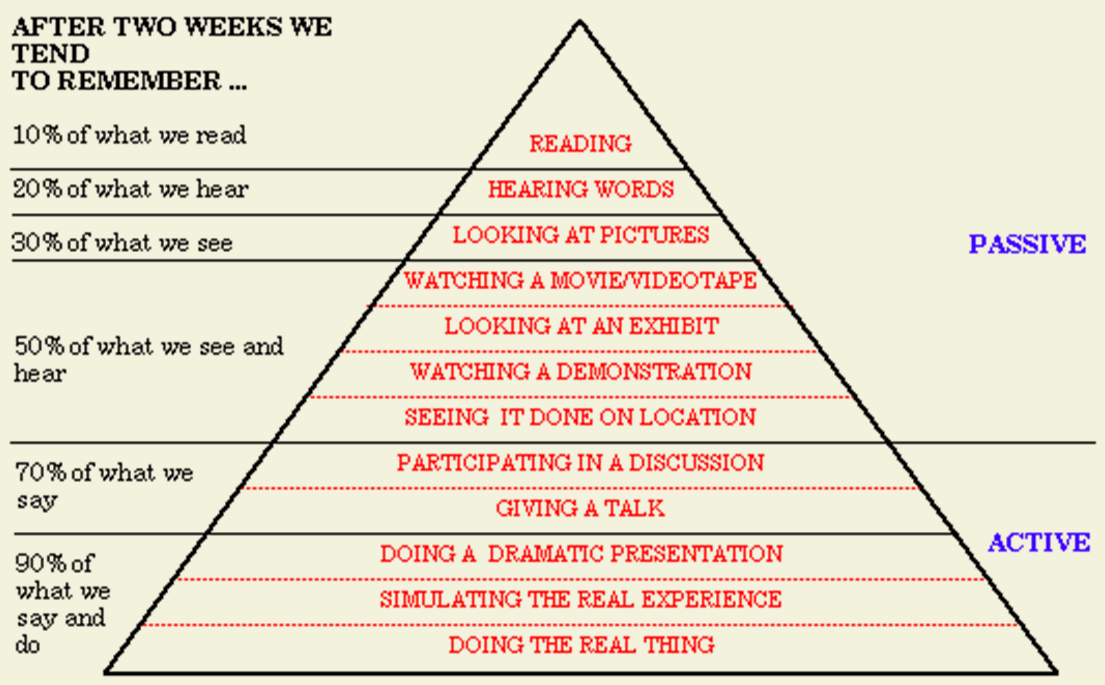 AFTER TWO WEEKS WE
TEND
TO REMEMBER ...
10% of what we read
READING
20% of what we hear
HEARING WORDS
30% of what we see
LOOKING AT PICTURES
PASSIVE
WATCHING A MOVIE/VIDEOTAPE
LOOKING AT AN EXHIBIT
50% of what we see and
hear
WATCHING A DEMONSTRATION
SEEING IT DONE ON LOCATION
70% of what we
say
PARTICIPATING IN A DISCUSSION
GIVING A TALK
ACTIVE
90% of
what we
say and
do
DOING A DRAMATIC PRESENTATION
SIMULATING THE REAL EXPERIENCE
DOING THE REAL THING